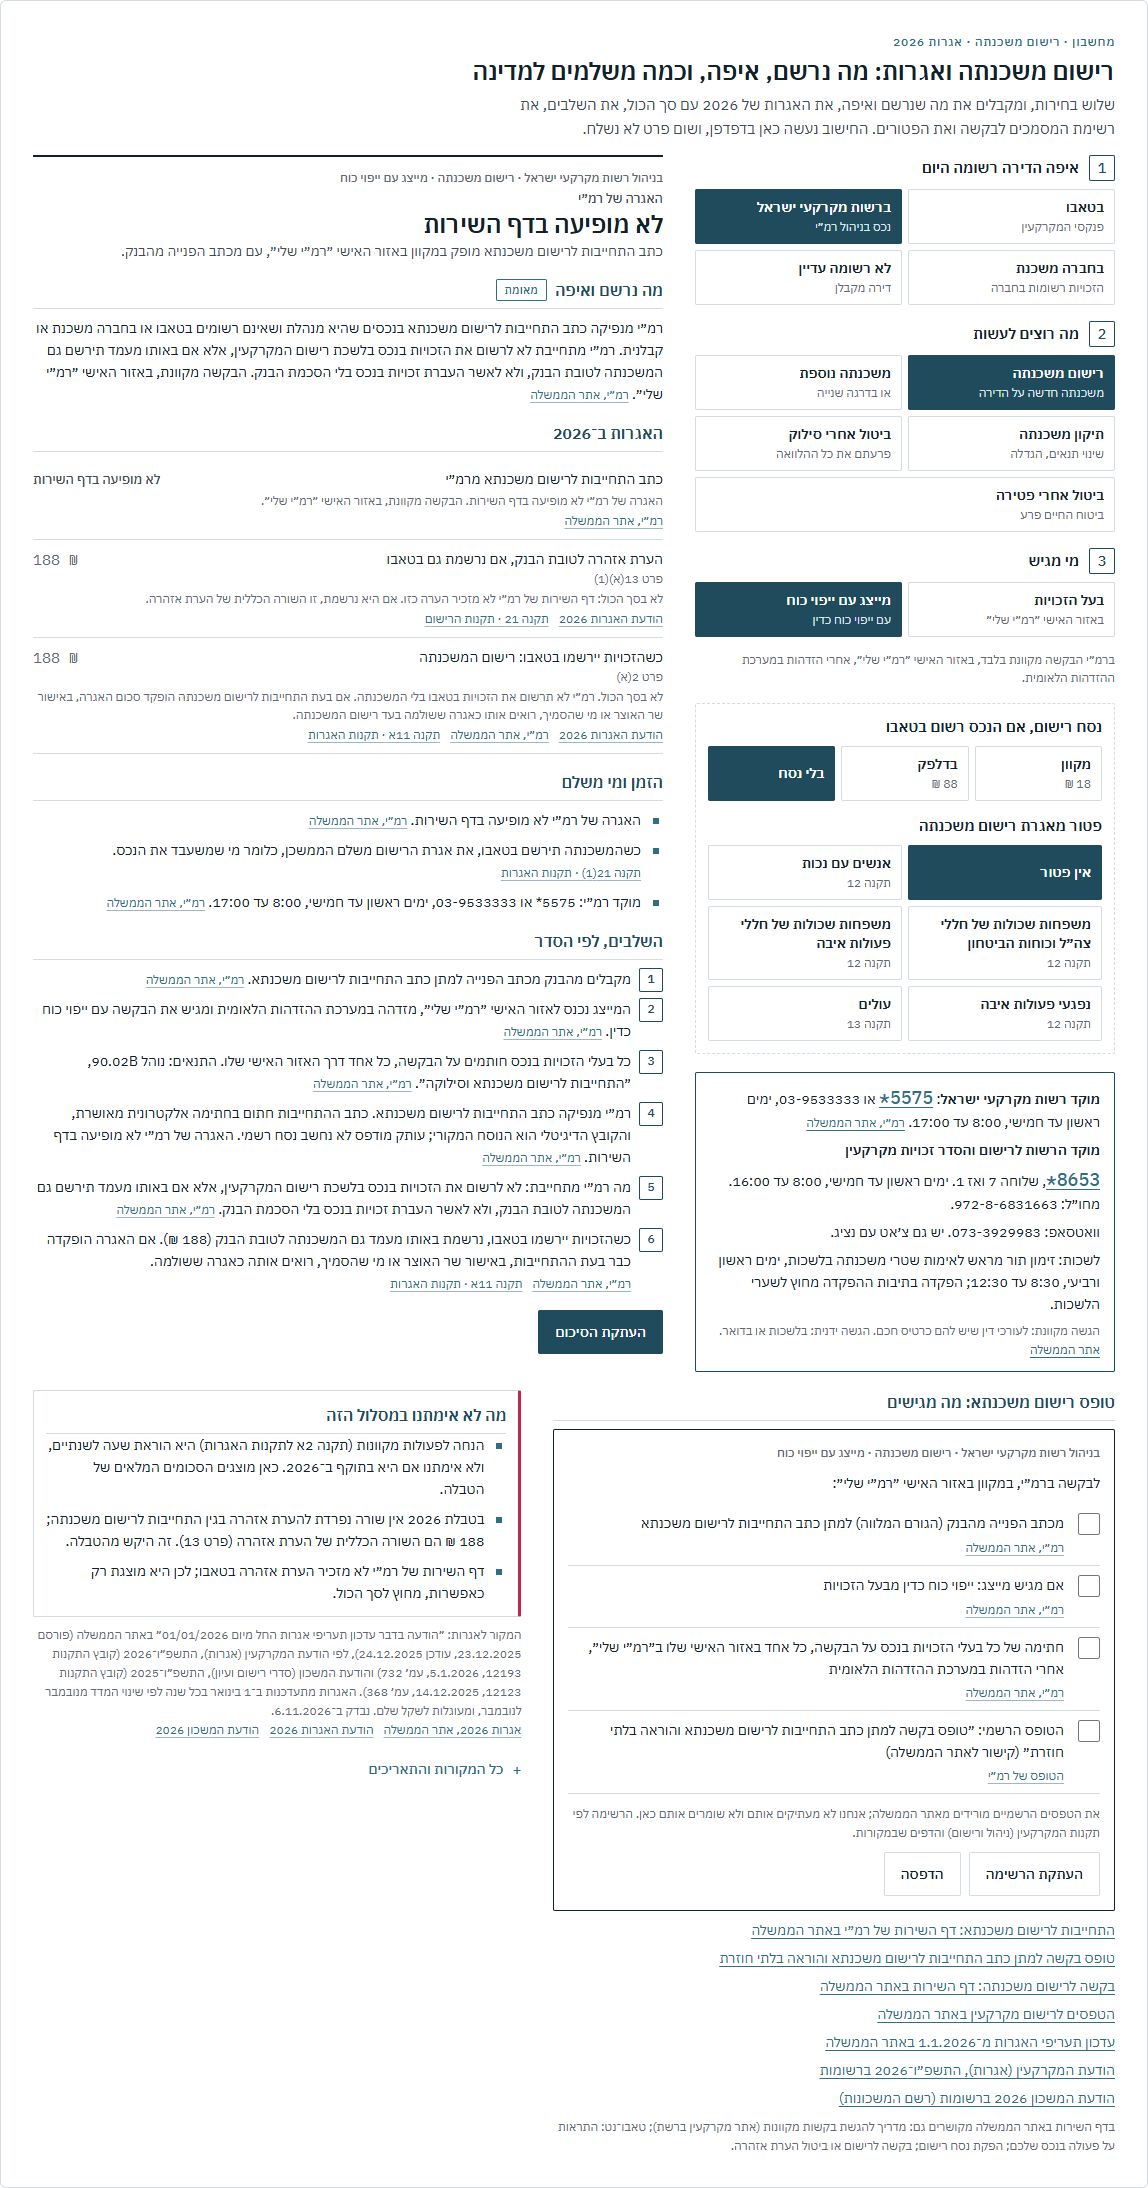 מחשבון · רישום משכנתה · אגרות 2026
רישום משכנתה ואגרות: מה נרשם, איפה, וכמה משלמים למדינה
שלוש בחירות, ומקבלים את מה שנרשם ואיפה, את האגרות של 2026 עם סך הכול, את השלבים, את
רשימת המסמכים לבקשה ואת הפטורים. החישוב נעשה כאן בדפדפן, ושום פרט לא נשלח.
1 איפה הדירה רשומה היום
בטאבו
פנקסי המקרקעין
ברשות מקרקעי ישראל
נכס בניהול רמ״י
בחברה משכנת
הזכויות רשומות בחברה
לא רשומה עדיין
דירה מקבלן
2 מה רוצים לעשות
רישום משכנתה
משכנתה חדשה על הדירה
משכנתה נוספת
או בדרגה שנייה
תיקון משכנתה
שינוי תנאים, הגדלה
ביטול אחרי סילוק
פרעתם את כל ההלוואה
ביטול אחרי פטירה
ביטוח החיים פרע
3 מי מגיש
בעל הזכויות
באזור האישי ״רמ״י שלי״
מייצג עם ייפוי כוח
עם ייפוי כוח כדין
ברמ״י הבקשה מקוונת בלבד, באזור האישי ״רמ״י שלי״, אחרי הזדהות במערכת
ההזדהות הלאומית.
נסח רישום, אם הנכס רשום בטאבו
מקוון
18 ₪
בדלפק
88 ₪
בלי נסח
פטור מאגרת רישום משכנתה
אין פטור
אנשים עם נכות
תקנה 12
משפחות שכולות של חללי
צה״ל וכוחות הביטחון
תקנה 12
משפחות שכולות של חללי
פעולות איבה
תקנה 12
נפגעי פעולות איבה
תקנה 12
עולים
תקנה 13
מוקד רשות מקרקעי ישראל: 5575* או 03-9533333, ימים
ראשון עד חמישי, 8:00 עד 17:00. רמ״י, אתר הממשלה
מוקד הרשות לרישום והסדר זכויות מקרקעין
8653*, שלוחה 7 ואז 1. ימים ראשון עד חמישי, 8:00 עד 16:00.
מחו״ל: 972-8-6831663.
וואטסאפ: 073-3929983. יש גם צ׳אט עם נציג.
לשכות: זימון תור מראש לאימות שטרי משכנתה בלשכות, ימים ראשון
ורביעי, 8:30 עד 12:30; הפקדה בתיבות ההפקדה מחוץ לשערי
הלשכות.
הגשה מקוונת: לעורכי דין שיש להם כרטיס חכם. הגשה ידנית: בלשכות או בדואר.
אתר הממשלה
בניהול רשות מקרקעי ישראל · רישום משכנתה · מייצג עם ייפוי כוח
האגרה של רמ״י
לא מופיעה בדף השירות
כתב התחייבות לרישום משכנתא מופק במקוון באזור האישי ״רמ״י שלי״, עם מכתב הפנייה מהבנק.
מה נרשם ואיפה מאומת
רמ״י מנפיקה כתב התחייבות לרישום משכנתא בנכסים שהיא מנהלת ושאינם רשומים בטאבו או בחברה משכנת או
קבלנית. רמ״י מתחייבת לא לרשום את הזכויות בנכס בלשכת רישום המקרקעין, אלא אם באותו מעמד תירשם גם
המשכנתה לטובת הבנק, ולא לאשר העברת זכויות בנכס בלי הסכמת הבנק. הבקשה מקוונת, באזור האישי ״רמ״י
שלי״. רמ״י, אתר הממשלה
האגרות ב־2026
כתב התחייבות לרישום משכנתא מרמ״י לא מופיעה בדף השירות
האגרה של רמ״י לא מופיעה בדף השירות. הבקשה מקוונת, באזור האישי ״רמ״י שלי״.
רמ״י, אתר הממשלה
הערת אזהרה לטובת הבנק, אם נרשמת גם בטאבו 188 ₪
פרט 13(א)(1)
לא בסך הכול: דף השירות של רמ״י לא מזכיר הערה כזו. אם היא נרשמת, זו השורה הכללית של הערת אזהרה.
הודעת האגרות 2026 תקנה 21 · תקנות הרישום
כשהזכויות יירשמו בטאבו: רישום המשכנתה 188 ₪
פרט 2(א)
לא בסך הכול. רמ״י לא תרשום את הזכויות בטאבו בלי המשכנתה. אם בעת התחייבות לרישום משכנתה הופקד סכום האגרה, באישור
שר האוצר או מי שהסמיך, רואים אותו כאגרה ששולמה בעד רישום המשכנתה.
הודעת האגרות 2026 רמ״י, אתר הממשלה תקנה 11א · תקנות האגרות
הזמן ומי משלם
האגרה של רמ״י לא מופיעה בדף השירות. רמ״י, אתר הממשלה
כשהמשכנתה תירשם בטאבו, את אגרת הרישום משלם הממשכן, כלומר מי שמשעבד את הנכס.
תקנה 21(1) · תקנות האגרות
מוקד רמ״י: 5575* או 03-9533333, ימים ראשון עד חמישי, 8:00 עד 17:00. רמ״י, אתר הממשלה
השלבים, לפי הסדר
1 מקבלים מהבנק מכתב הפנייה למתן כתב התחייבות לרישום משכנתא. רמ״י, אתר הממשלה
2 המייצג נכנס לאזור האישי ״רמ״י שלי״, מזדהה במערכת ההזדהות הלאומית ומגיש את הבקשה עם ייפוי כוח
כדין. רמ״י, אתר הממשלה
3 כל בעלי הזכויות בנכס חותמים על הבקשה, כל אחד דרך האזור האישי שלו. התנאים: נוהל 90.02B,
״התחייבות לרישום משכנתא וסילוקה״. רמ״י, אתר הממשלה
4 רמ״י מנפיקה כתב התחייבות לרישום משכנתא. כתב ההתחייבות חתום בחתימה אלקטרונית מאושרת,
והקובץ הדיגיטלי הוא הנוסח המקורי; עותק מודפס לא נחשב נסח רשמי. האגרה של רמ״י לא מופיעה בדף
השירות. רמ״י, אתר הממשלה
5 מה רמ״י מתחייבת: לא לרשום את הזכויות בנכס בלשכת רישום המקרקעין, אלא אם באותו מעמד תירשם גם
המשכנתה לטובת הבנק, ולא לאשר העברת זכויות בנכס בלי הסכמת הבנק. רמ״י, אתר הממשלה
6 כשהזכויות יירשמו בטאבו, נרשמת באותו מעמד גם המשכנתה לטובת הבנק (188 ₪). אם האגרה הופקדה
כבר בעת ההתחייבות, באישור שר האוצר או מי שהסמיך, רואים אותה כאגרה ששולמה.
רמ״י, אתר הממשלה תקנה 11א · תקנות האגרות
העתקת הסיכום
טופס רישום משכנתא: מה מגישים
בניהול רשות מקרקעי ישראל · רישום משכנתה · מייצג עם ייפוי כוח
לבקשה ברמ״י, במקוון באזור האישי ״רמ״י שלי״:
מכתב הפנייה מהבנק (הגורם המלווה) למתן כתב התחייבות לרישום משכנתא
רמ״י, אתר הממשלה
אם מגיש מייצג: ייפוי כוח כדין מבעל הזכויות
רמ״י, אתר הממשלה
חתימה של כל בעלי הזכויות בנכס על הבקשה, כל אחד באזור האישי שלו ב״רמ״י שלי״,
אחרי הזדהות במערכת ההזדהות הלאומית
רמ״י, אתר הממשלה
הטופס הרשמי: ״טופס בקשה למתן כתב התחייבות לרישום משכנתא והוראה בלתי
חוזרת״ (קישור לאתר הממשלה)
הטופס של רמ״י
את הטפסים הרשמיים מורידים מאתר הממשלה; אנחנו לא מעתיקים אותם ולא שומרים אותם כאן. הרשימה לפי
תקנות המקרקעין (ניהול ורישום) והדפים שבמקורות.
העתקת הרשימה
הדפסה
התחייבות לרישום משכנתא: דף השירות של רמ״י באתר הממשלה
טופס בקשה למתן כתב התחייבות לרישום משכנתא והוראה בלתי חוזרת
בקשה לרישום משכנתה: דף השירות באתר הממשלה
הטפסים לרישום מקרקעין באתר הממשלה
עדכון תעריפי האגרות מ־1.1.2026 באתר הממשלה
הודעת המקרקעין (אגרות), התשפ״ו־2026 ברשומות
הודעת המשכון 2026 ברשומות (רשם המשכונות)
בדף השירות באתר הממשלה מקושרים גם: מדריך להגשת בקשות מקוונות (אתר מקרקעין ברשת); טאבו־נט: התראות
על פעולה בנכס שלכם; הפקת נסח רישום; בקשה לרישום או ביטול הערת אזהרה.
מה לא אימתנו במסלול הזה
הנחה לפעולות מקוונות (תקנה 2א לתקנות האגרות) היא הוראת שעה לשנתיים,
ולא אימתנו אם היא בתוקף ב־2026. כאן מוצגים הסכומים המלאים של
הטבלה.
בטבלת 2026 אין שורה נפרדת להערת אזהרה בגין התחייבות לרישום משכנתה;
188 ₪ הם השורה הכללית של הערת אזהרה (פרט 13). זה היקש מהטבלה.
דף השירות של רמ״י לא מזכיר הערת אזהרה בטאבו; לכן היא מוצגת רק
כאפשרות, מחוץ לסך הכול.
המקור לאגרות: ״הודעה בדבר עדכון תעריפי אגרות החל מיום 01/01/2026״ באתר הממשלה (פורסם
23.12.2025, עודכן 24.12.2025), לפי הודעת המקרקעין (אגרות), התשפ״ו־2026 (קובץ התקנות
12193, 5.1.2026, עמ׳ 732) והודעת המשכון (סדרי רישום ועיון), התשפ״ו־2025 (קובץ התקנות
12123, 14.12.2025, עמ׳ 368). האגרות מתעדכנות ב־1 בינואר בכל שנה לפי שינוי המדד מנובמבר
לנובמבר, ומעוגלות לשקל שלם. נבדק ב־6.11.2026.
אגרות 2026, אתר הממשלה הודעת האגרות 2026 הודעת המשכון 2026
+ כל המקורות והתאריכים